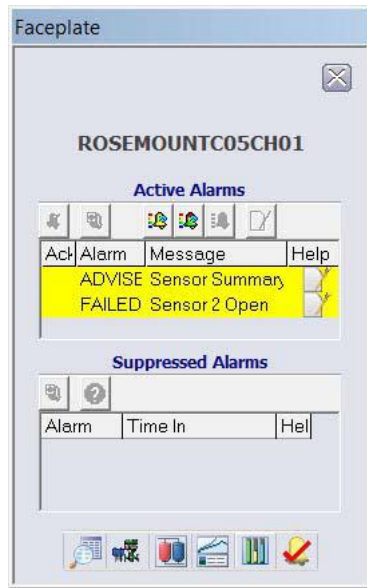 Faceplate
ROSEMOUNTC05CH01
Active Alarms
Ack Alarm Message Help
ADVISE Sensor Summary
FAILED Sensor 2 Open
Suppressed Alarms
Alarm Time In Hel